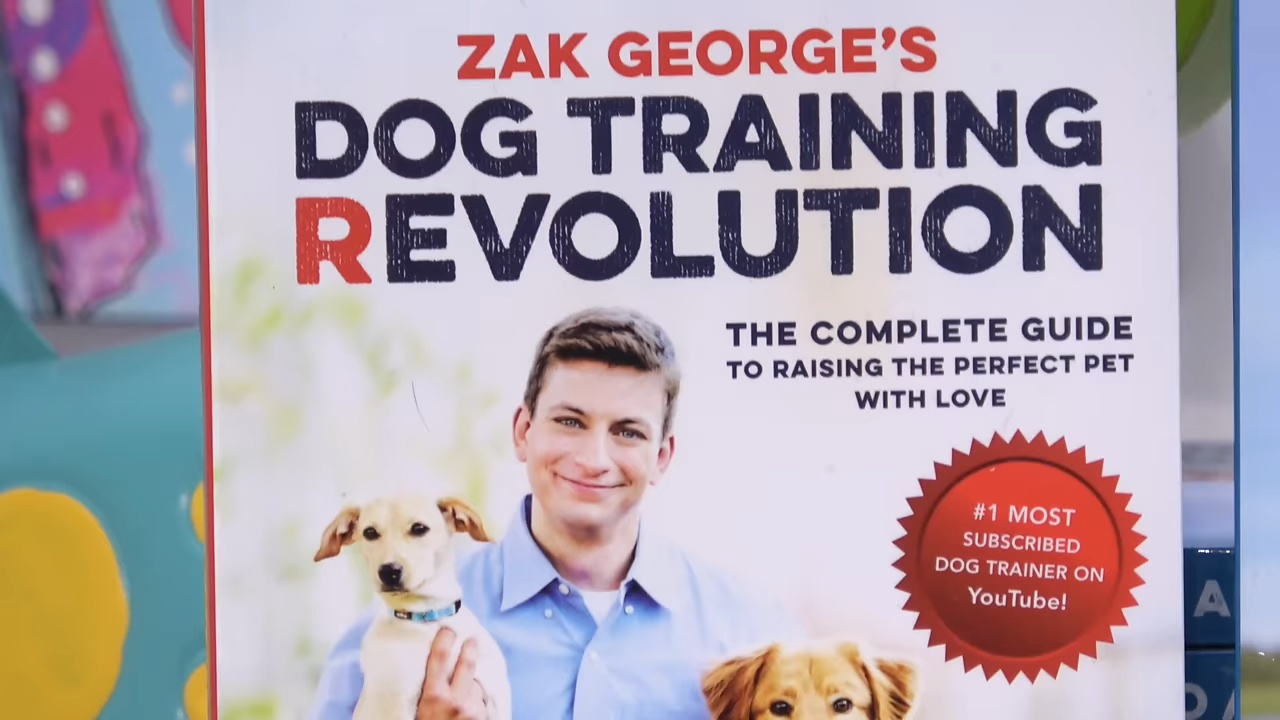 ZAK GEORGE'S
DOG TRAINING
REVOLUTION
THE COMPLETE GUIDE
TO RAISING THE PERFECT PET
WITH LOVE
#1 MOST
SUBSCRIBED
DOG TRAINER ON
YouTube!
A